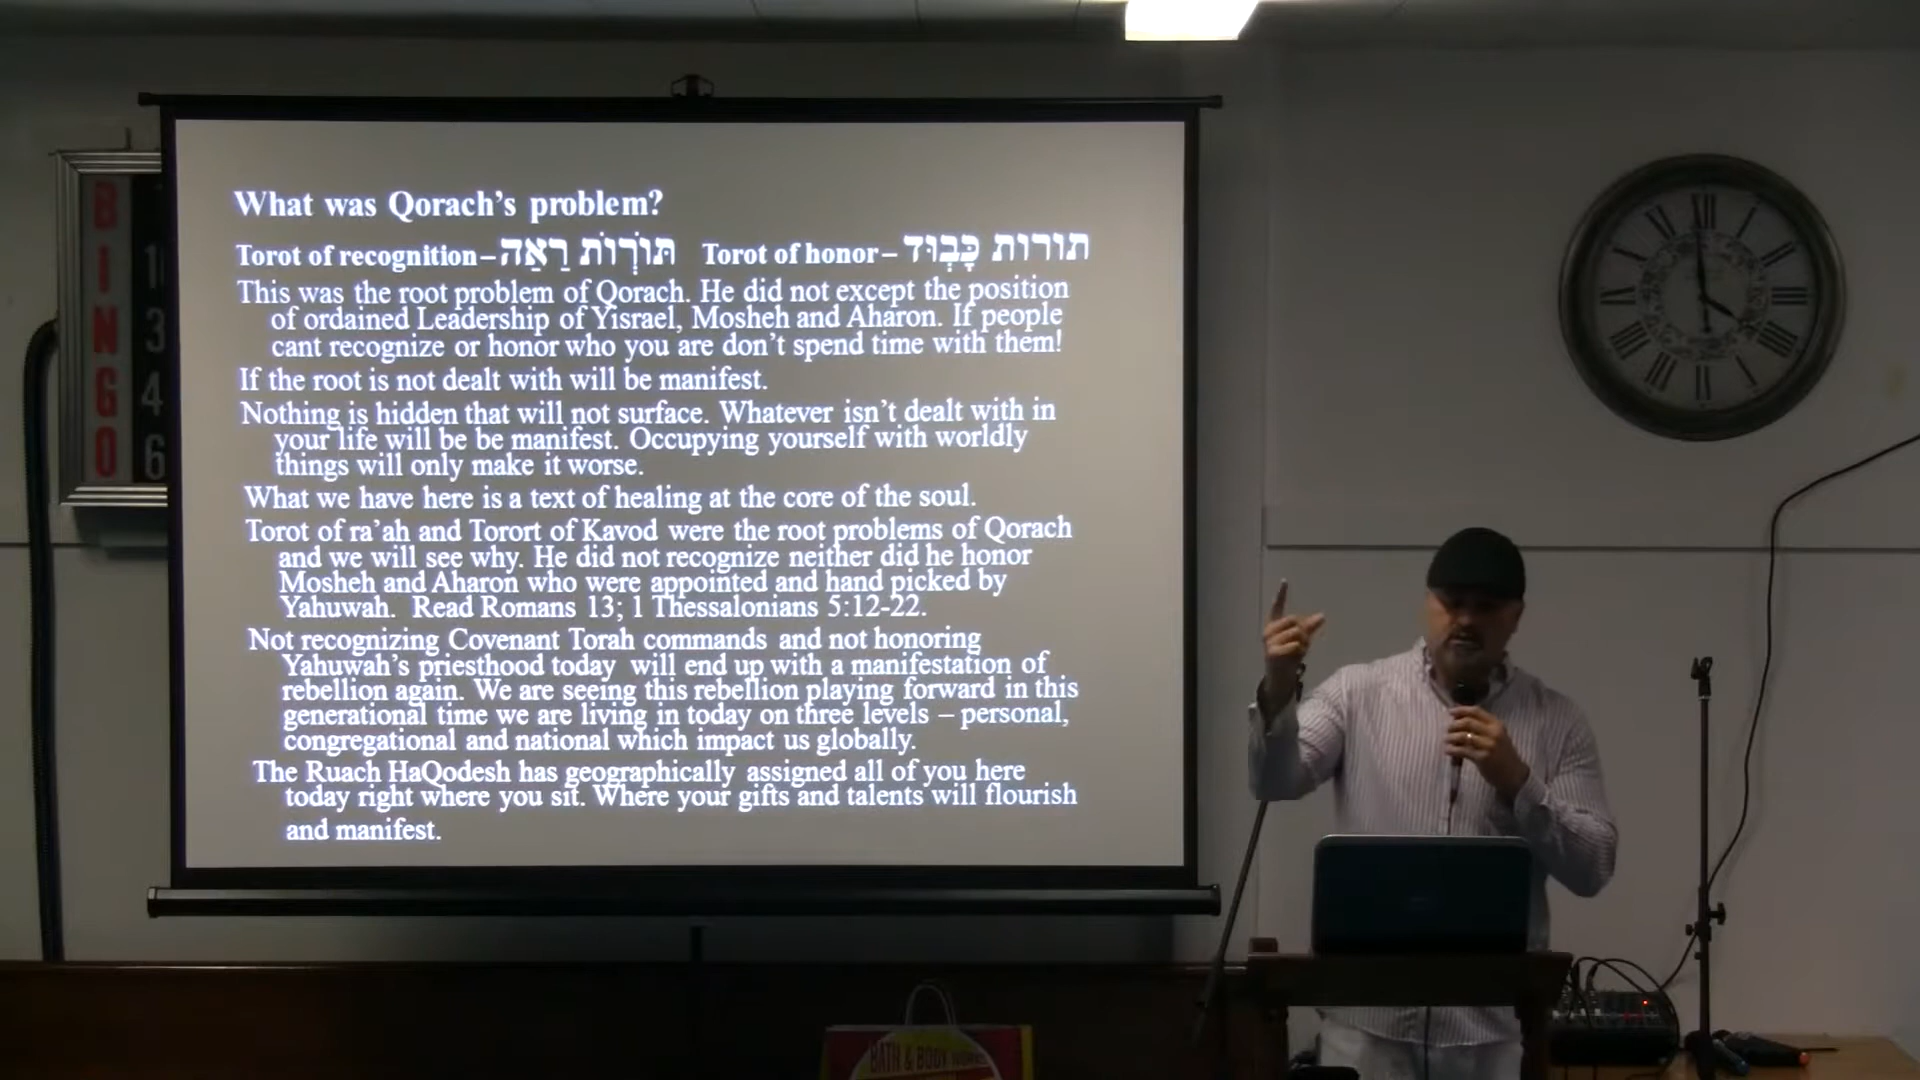 What was Qorach's problem?
Torot of recognition – תּוֹרְוֹת רַאַה Torot of honor – תורות כָּבְוּד
This was the root problem of Qorach. He did not except the position
of ordained Leadership of Yisrael, Mosheh and Aharon. If people
cant recognize or honor who you are don't spend time with them!
If the root is not dealt with will be manifest.
Nothing is hidden that will not surface. Whatever isn't dealt with in
your life will be be manifest. Occupying yourself with worldly
things will only make it worse.
What we have here is a text of healing at the core of the soul.
Torot of ra'ah and Torort of Kavod were the root problems of Qorach
and we will see why. He did not recognize neither did he honor
Mosheh and Aharon who were appointed and hand picked by
Yahuwah. Read Romans 13; 1 Thessalonians 5:12-22.
Not recognizing Covenant Torah commands and not honoring
Yahuwah's priesthood today will end up with a manifestation of
rebellion again. We are seeing this rebellion playing forward in this
generational time we are living in today on three levels – personal,
congregational and national which impact us globally.
The Ruach HaQodesh has geographically assigned all of you here
today right where you sit. Where your gifts and talents will flourish
and manifest.
BINGO
1
3
4
6
BATH & BODY WORKS